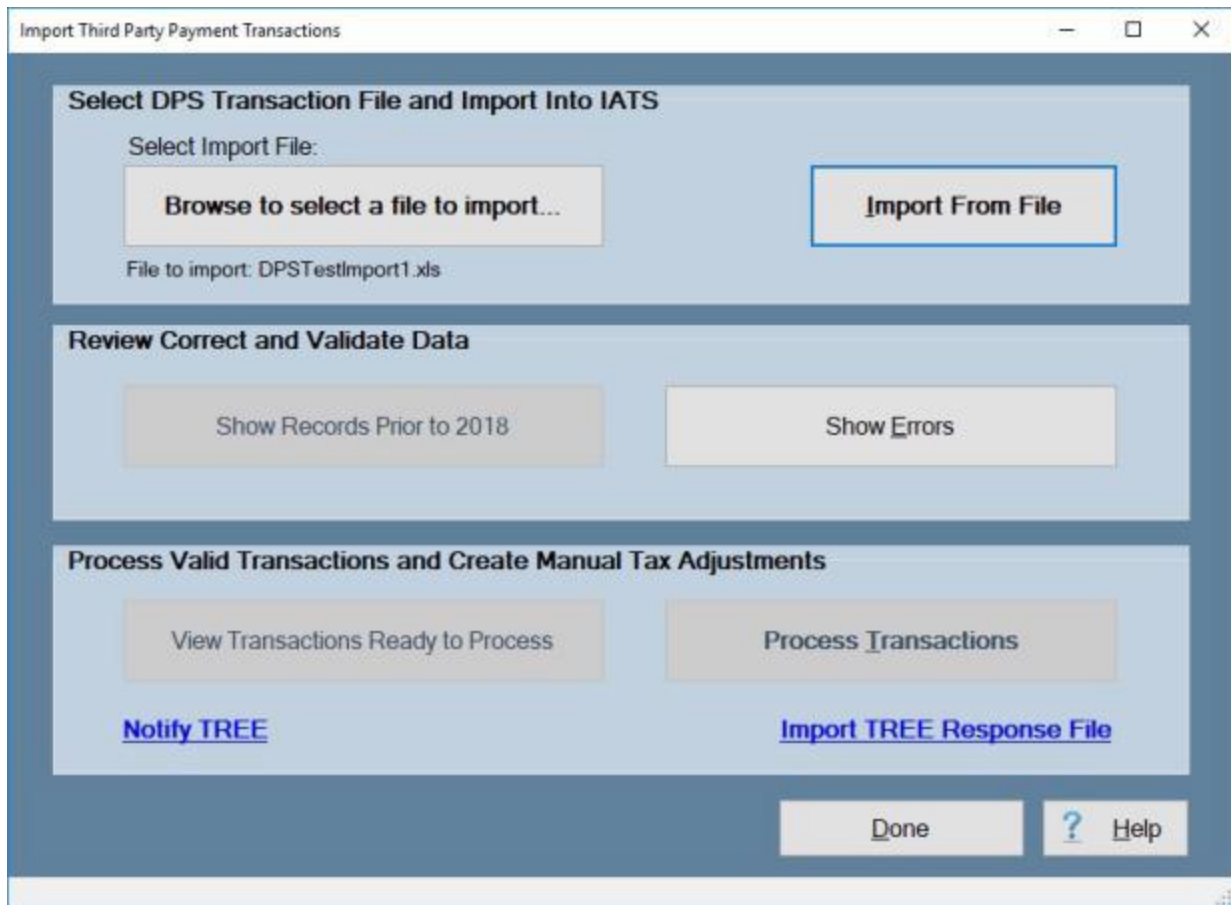 Import Third Party Payment Transactions
Select DPS Transaction File and Import Into IATS
Select Import File:
Browse to select a file to import...
Import From File
File to import: DPSTestImport1.xls
Review Correct and Validate Data
Show Records Prior to 2018
Show Errors
Process Valid Transactions and Create Manual Tax Adjustments
View Transactions Ready to Process
Process Transactions
Notify TREE
Import TREE Response File
Done
? Help